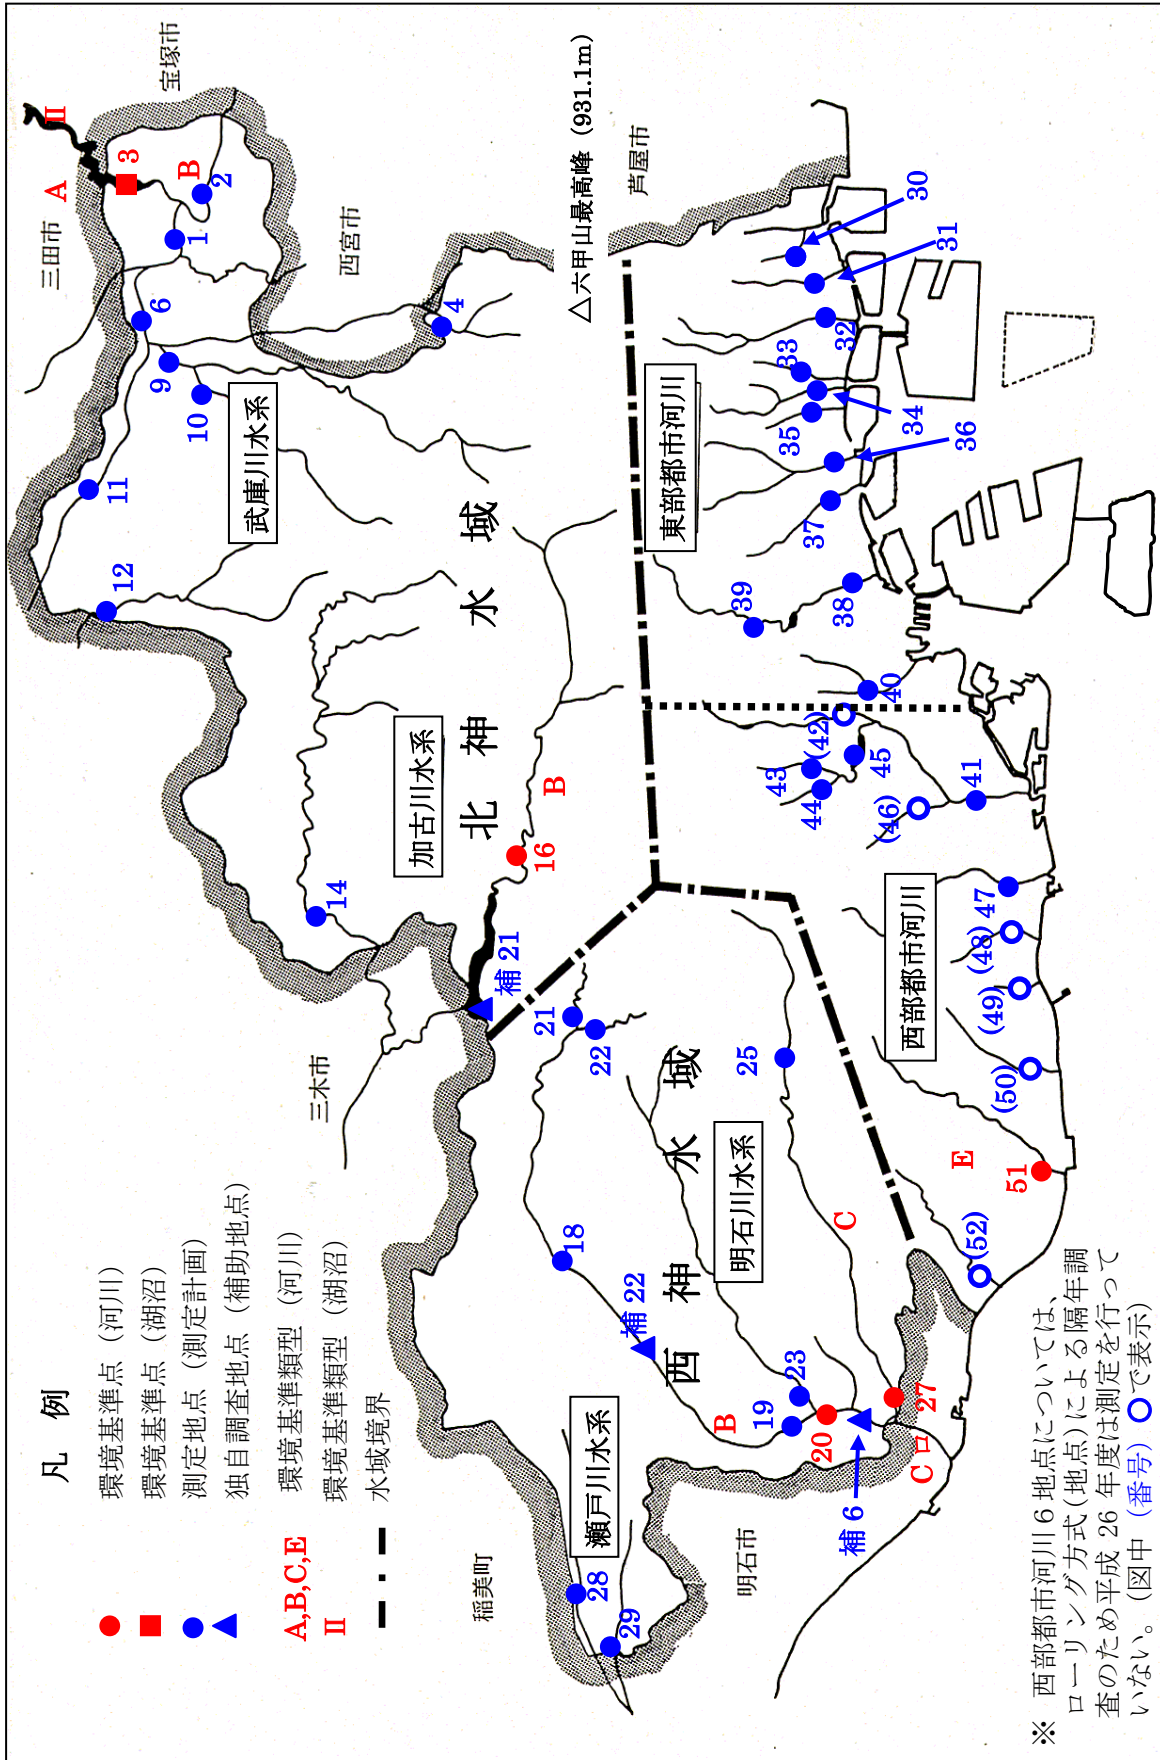 凡 例
環境基準点（河川）
環境基準点（湖沼）
測定地点（測定計画）
独自調査地点（補助地点）
A,B,C,E 環境基準類型（河川）
II 環境基準類型（湖沼）
水域境界
稲美町
明石市
三木市
三田市
宝塚市
西宮市
芦屋市
△六甲山最高峰（931.1m）
武庫川水系
加古川水系
北神水域
瀬戸川水系
明石川水系
西神水域
東部都市河川
西部都市河川
A
II
3
B
2
1
6
9
10
4
11
12
14
B
16
補 21
21
22
18
補 22
25
C
B
19
23
20
補 6
C ロ
27
28
29
30
31
32
33
34
35
36
37
38
39
40
41
(42)
43
44
45
(46)
47
(48)
(49)
(50)
E
51
(52)
※ 西部都市河川6地点については、
ローリング方式(地点)による隔年調
査のため平成 26 年度は測定を行って
いない。（図中（番号）○で表示）